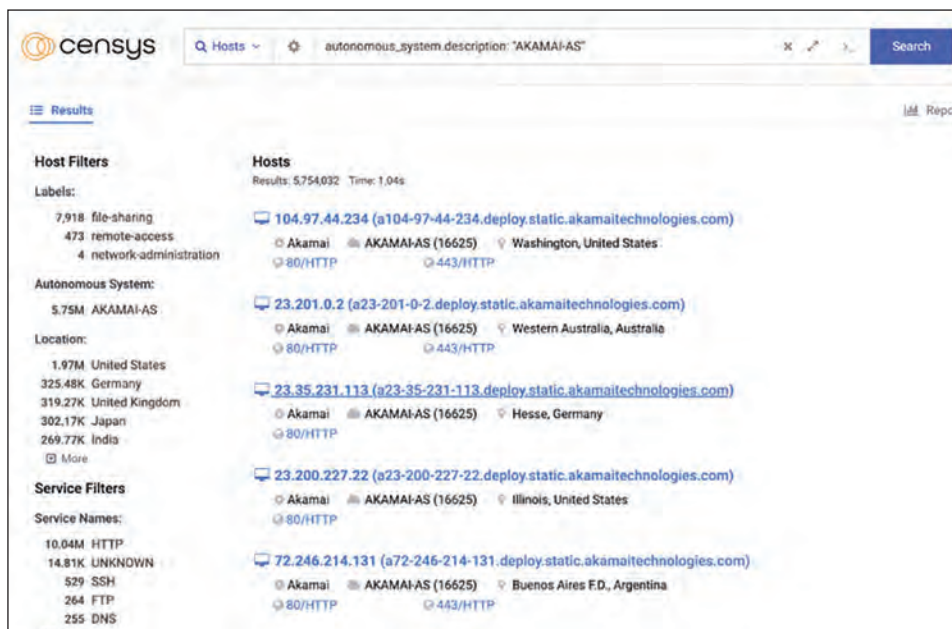 censys
Hosts
autonomous_system.description: "AKAMAI-AS"
Search
Results
Repo
Host Filters
Labels:
7,918 file-sharing
473 remote-access
4 network-administration
Autonomous System:
5.75M AKAMAI-AS
Location:
1.97M United States
325.48K Germany
319.27K United Kingdom
302.17K Japan
269.77K India
More
Service Filters
Service Names:
10.04M HTTP
14.81K UNKNOWN
529 SSH
264 FTP
255 DNS
Hosts
Results: 5,754,032 Time: 1.04s
104.97.44.234 (a104-97-44-234.deploy.static.akamaitechnologies.com)
Akamai AKAMAI-AS (16625) Washington, United States
80/HTTP 443/HTTP
23.201.0.2 (a23-201-0-2.deploy.static.akamaitechnologies.com)
Akamai AKAMAI-AS (16625) Western Australia, Australia
80/HTTP 443/HTTP
23.35.231.113 (a23-35-231-113.deploy.static.akamaitechnologies.com)
Akamai AKAMAI-AS (16625) Hesse, Germany
80/HTTP
23.200.227.22 (a23-200-227-22.deploy.static.akamaitechnologies.com)
Akamai AKAMAI-AS (16625) Illinois, United States
80/HTTP
72.246.214.131 (a72-246-214-131.deploy.static.akamaitechnologies.com)
Akamai AKAMAI-AS (16625) Buenos Aires F.D., Argentina
80/HTTP 443/HTTP